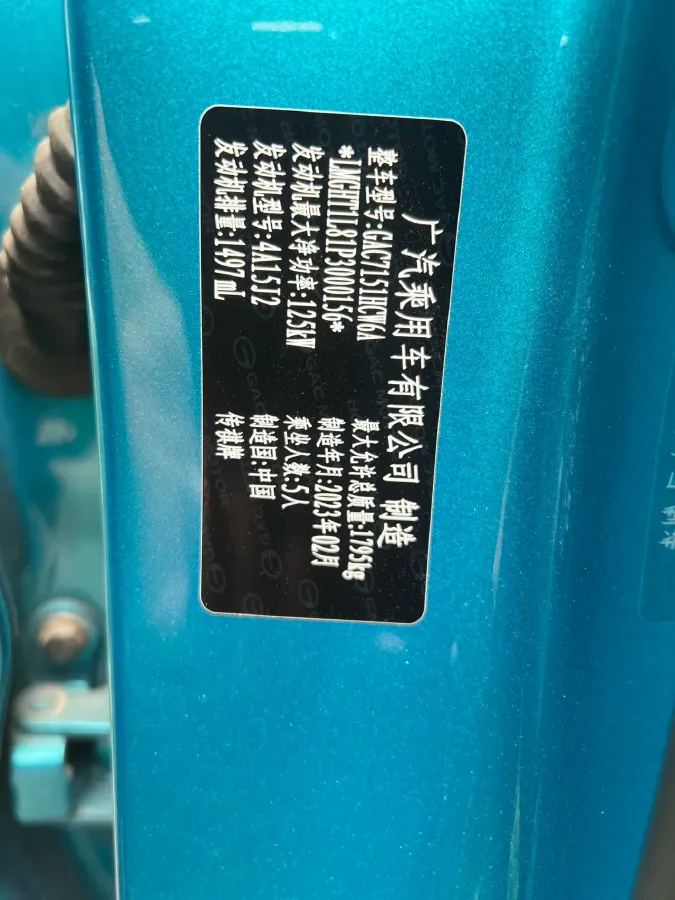 广汽乘用车有限公司 制造
整车型号:GAC7151HCW6A
最大允许总质量:1795kg
*LMGHT1L81P3000156*
制造年月:2023年02月
发动机最大净功率:125kW
乘坐人数:5人
发动机型号:4A15J2
制造国:中国
发动机排量:1497mL
传祺牌
GAC MOTOR